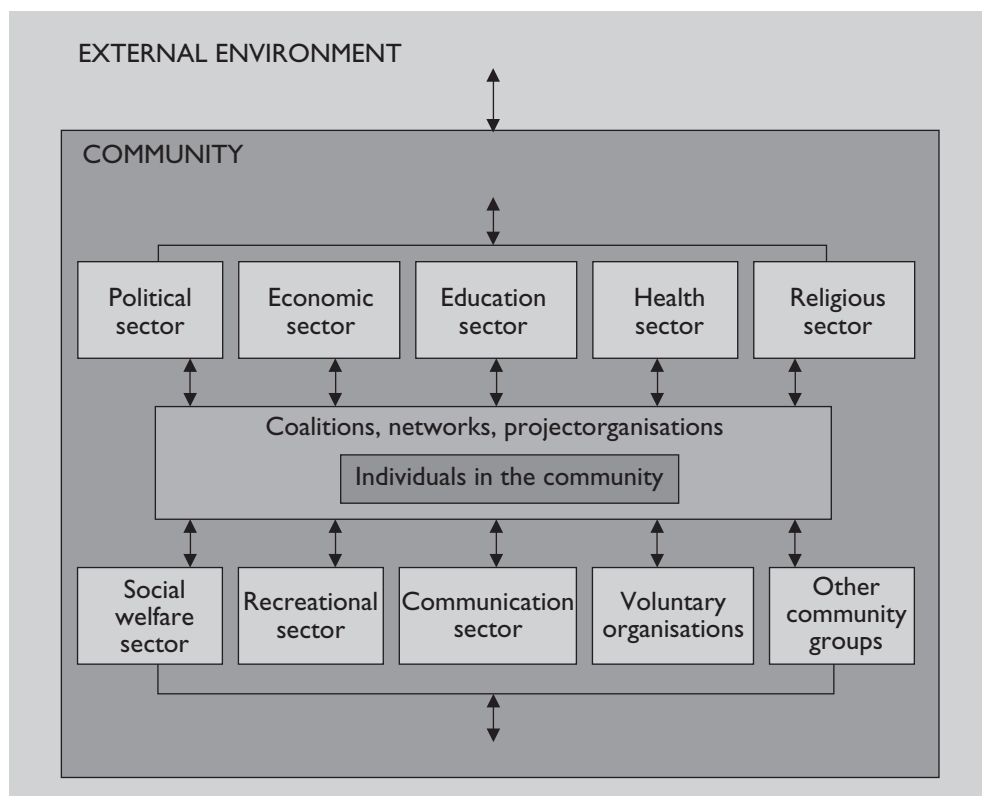 EXTERNAL ENVIRONMENT
COMMUNITY
Political
sector
Economic
sector
Education
sector
Health
sector
Religious
sector
Coalitions, networks, projectorganisations
Individuals in the community
Social
welfare
sector
Recreational
sector
Communication
sector
Voluntary
organisations
Other
community
groups